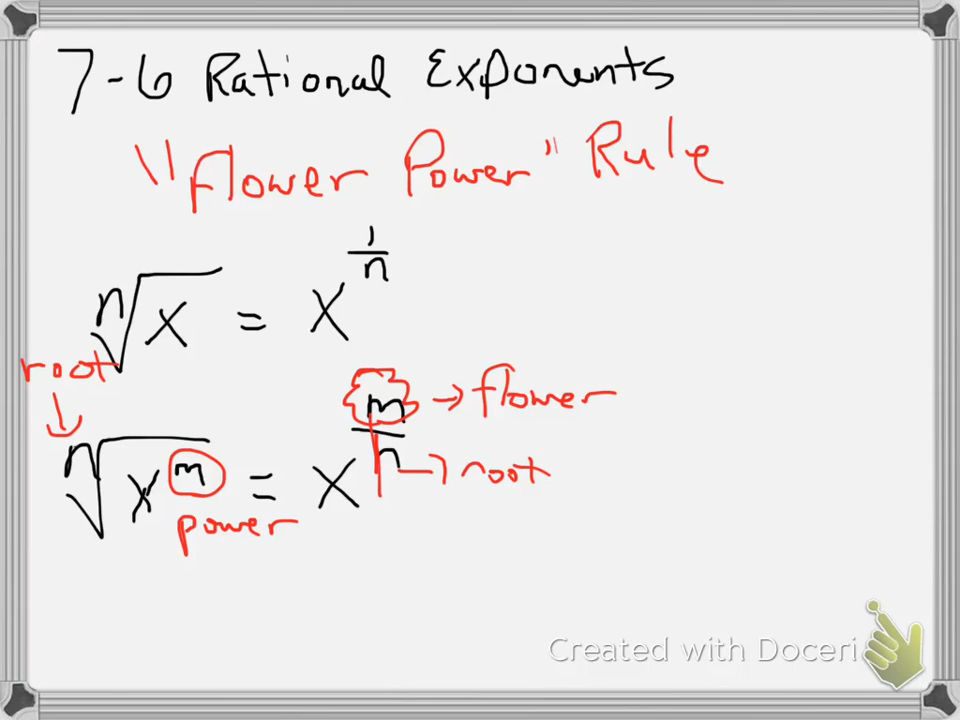 7-6 Rational Exponents
"Flower Power" Rule
ⁿ√x = x^(1/n)
root
ⁿ√x^m = x^(m/n)
→ flower
→ root
power
Created with Doceri